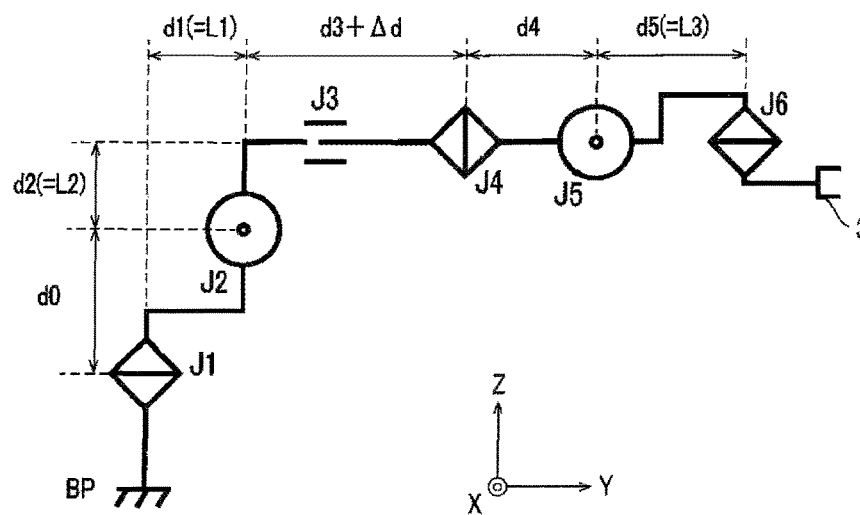 d1(=L1)
d3+Δd
d4
d5(=L3)
J3
J6
d2(=L2)
J4
J5
J2
d0
J1
Z
BP
X
Y